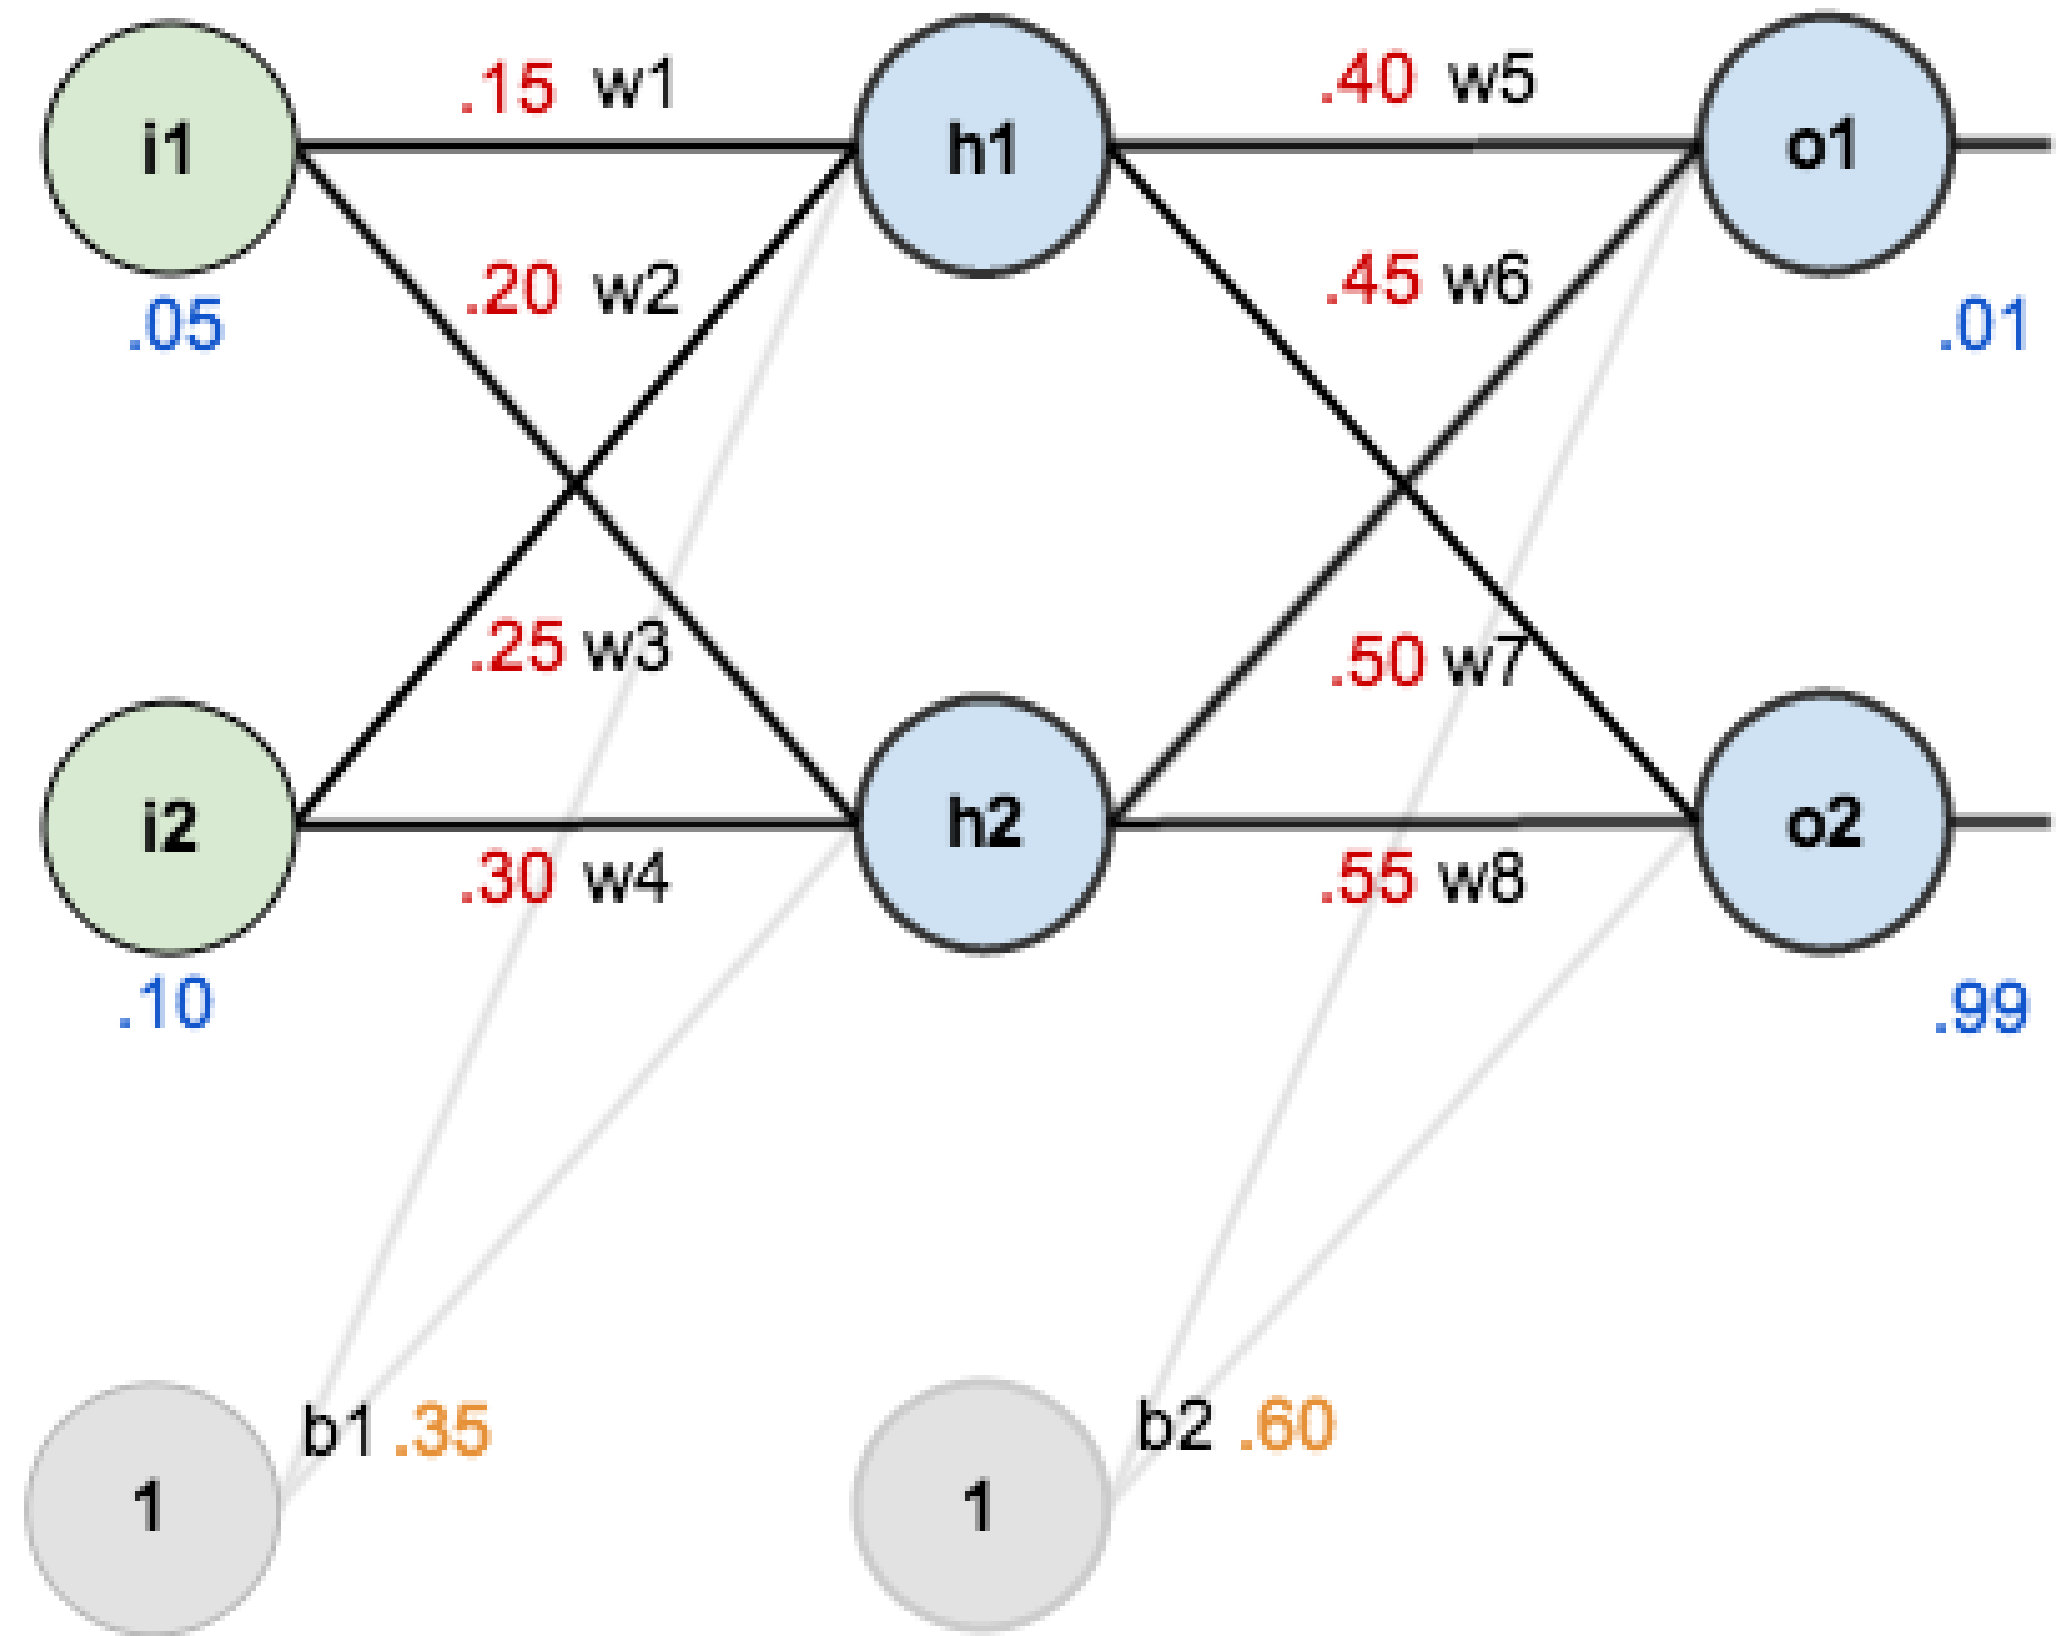 .15 w1
.40 w5
i1
h1
o1
.20 w2
.45 w6
.05
.01
.25 w3
.50 w7
i2
h2
o2
.30 w4
.55 w8
.10
.99
b1 .35
b2 .60
1
1